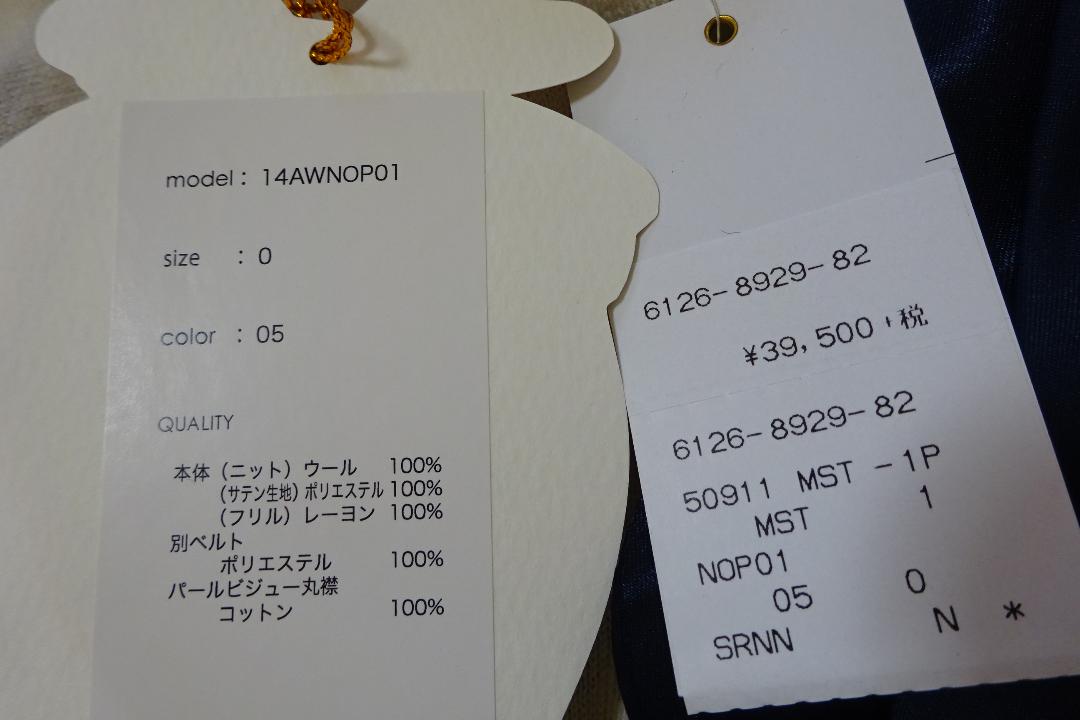 model : 14AWNOP01
size : 0
color : 05
QUALITY
本体（ニット）ウール 100%
（サテン生地）ポリエステル 100%
（フリル）レーヨン 100%
別ベルト
ポリエステル 100%
パールビジュー丸襟
コットン 100%
6126-8929-82
¥39,500+税
6126-8929-82
50911 MST -1P
MST 1
NOP01
05 0
SRNN N *